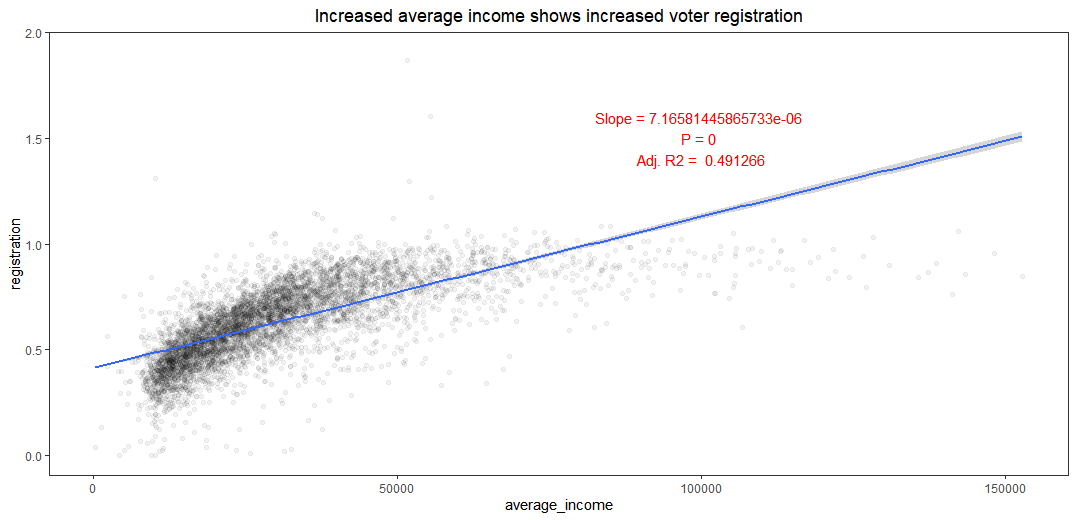 Increased average income shows increased voter registration
2.0
1.5
1.0
0.5
0.0
registration
Slope = 7.16581445865733e-06
P = 0
Adj. R2 =  0.491266
0
50000
100000
150000
average_income